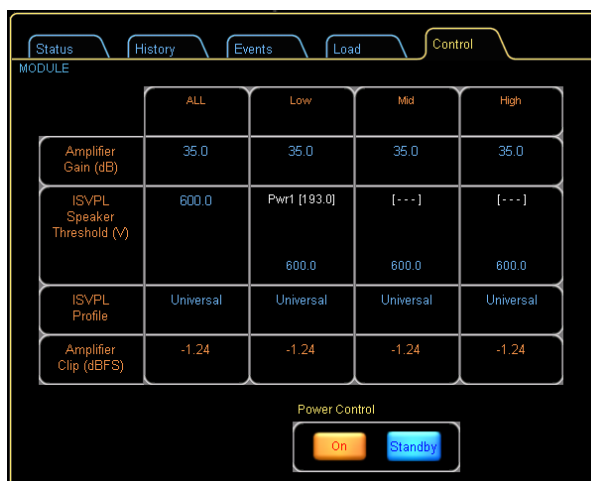 Status History Events Load Control
MODULE
ALL Low Mid High
Amplifier
Gain (dB)
35.0 35.0 35.0 35.0
ISVPL
Speaker
Threshold (V)
600.0 Pwr1 [193.0] [---] [---]
600.0 600.0 600.0
ISVPL
Profile
Universal Universal Universal Universal
Amplifier
Clip (dBFS)
-1.24 -1.24 -1.24 -1.24
Power Control
On Standby